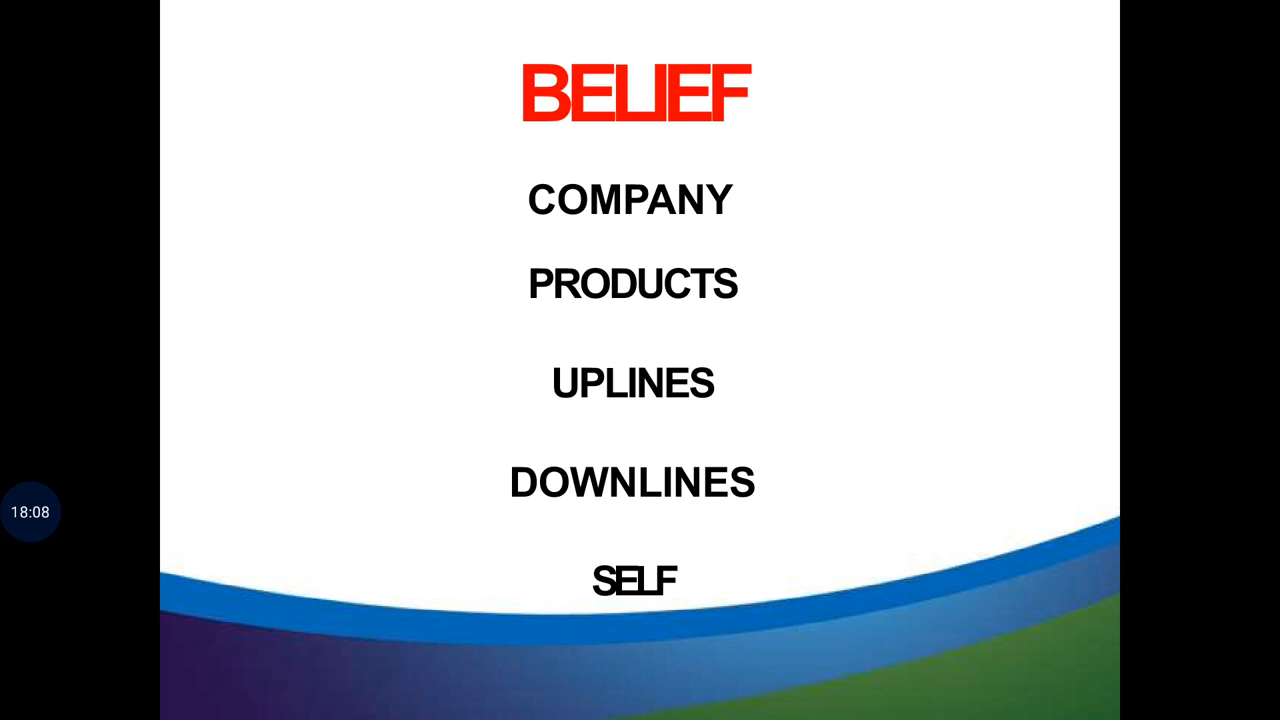 BELIEF
COMPANY
PRODUCTS
UPLINES
DOWNLINES
18:08
SELF